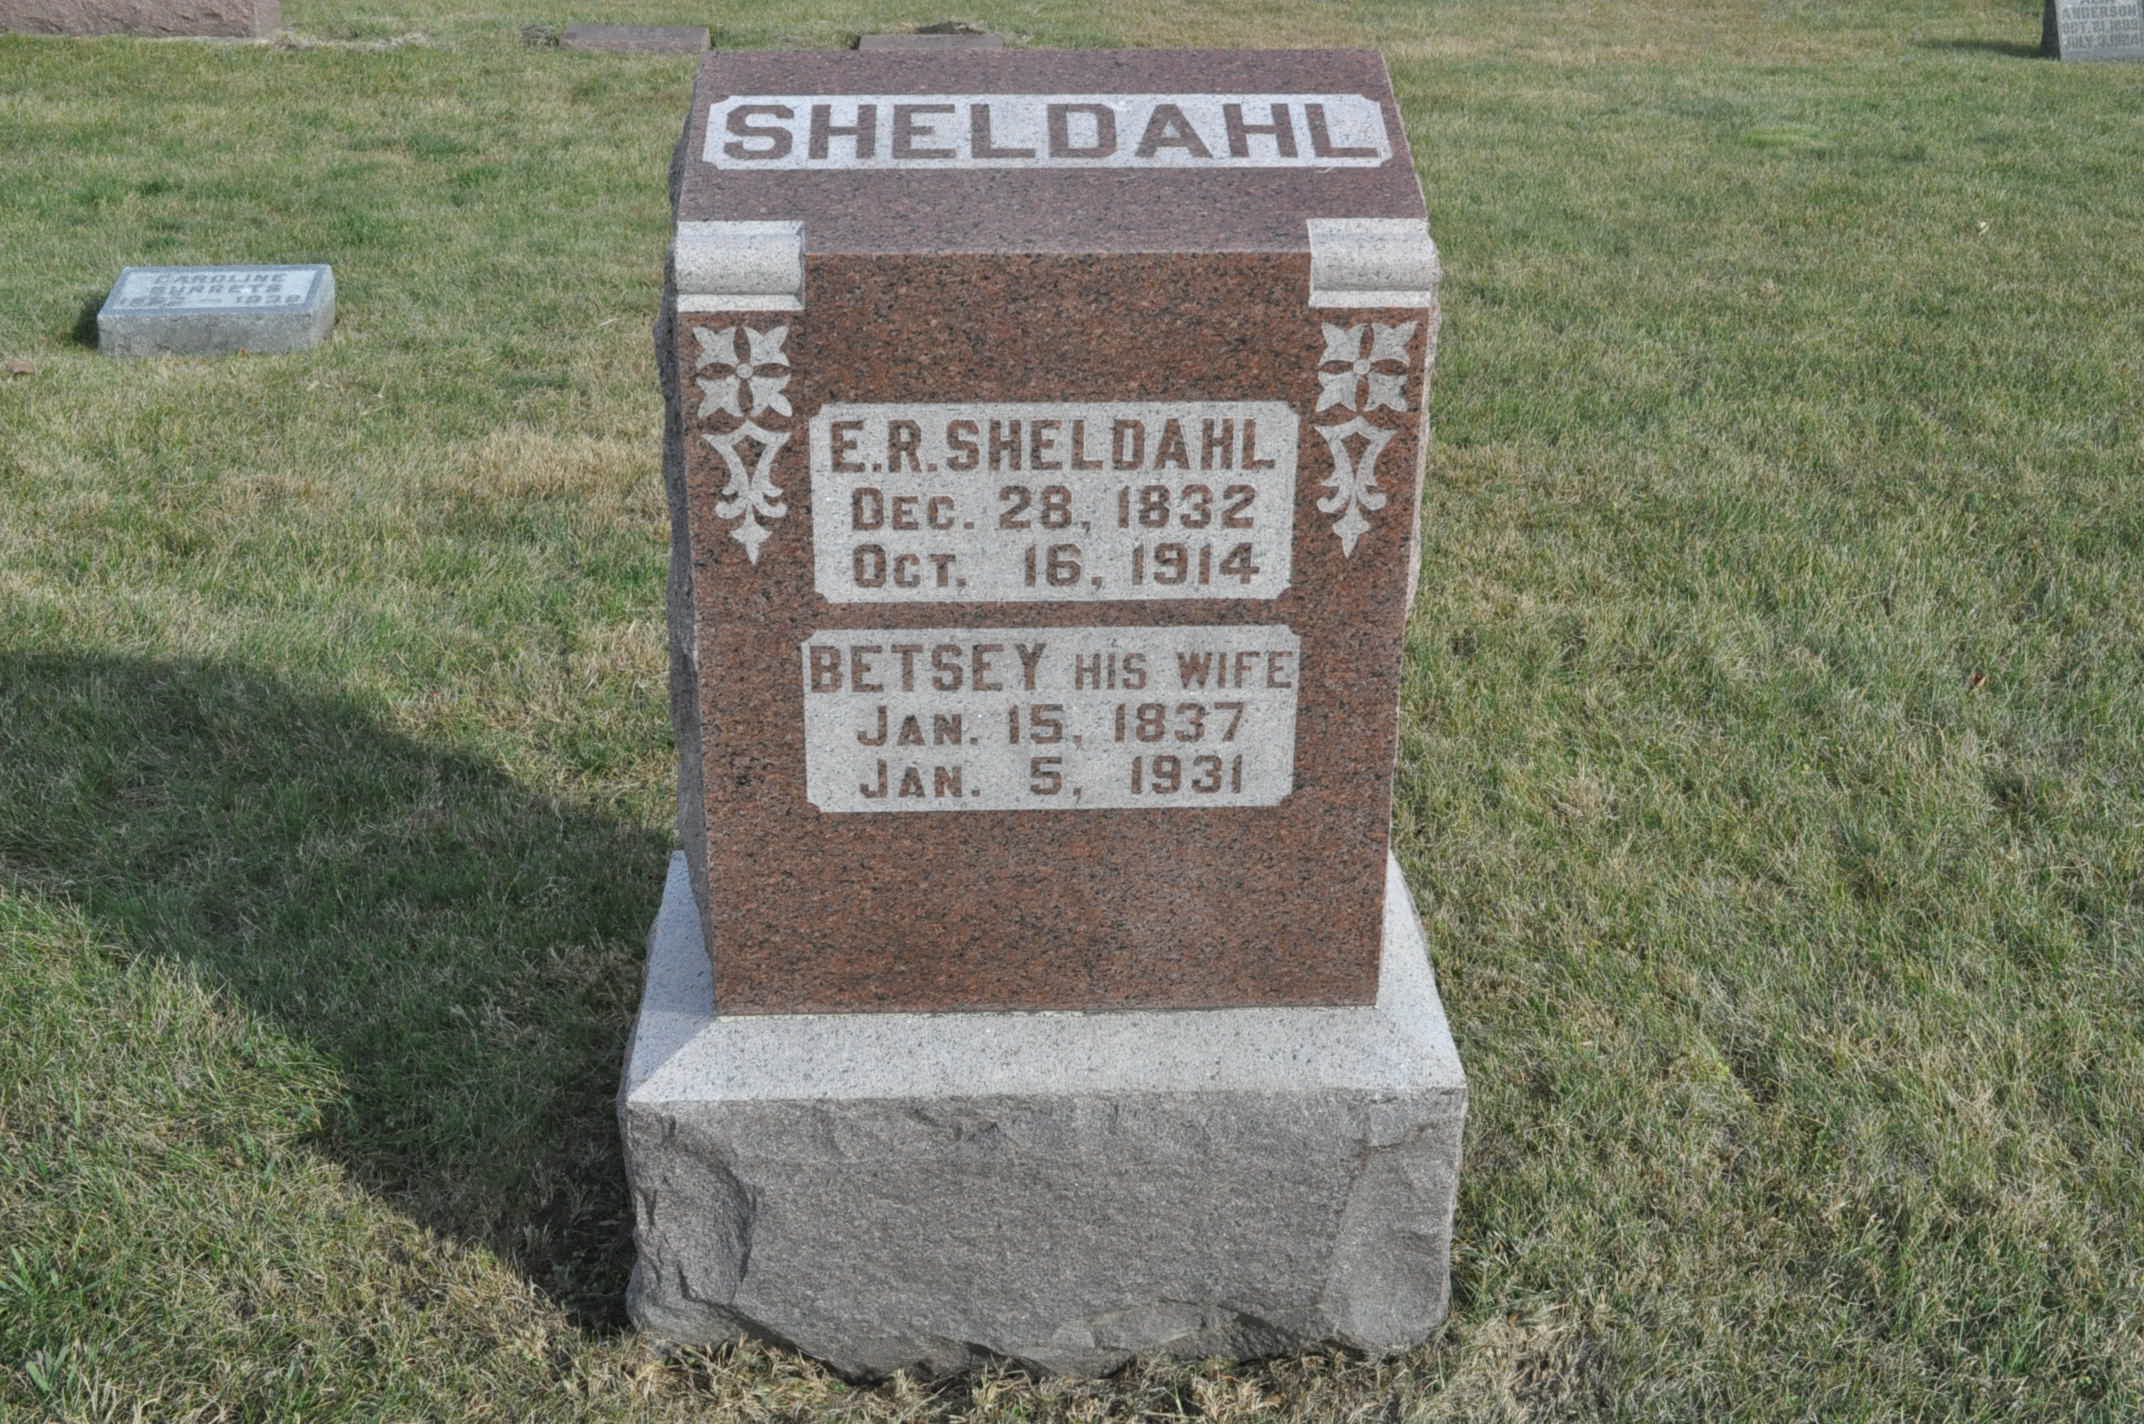 SHELDAHL
E.R. SHELDAHL
DEC. 28, 1832
OCT. 16, 1914
BETSEY HIS WIFE
JAN. 15, 1837
JAN. 5, 1931
CAROLINE
1938
ANDERSON